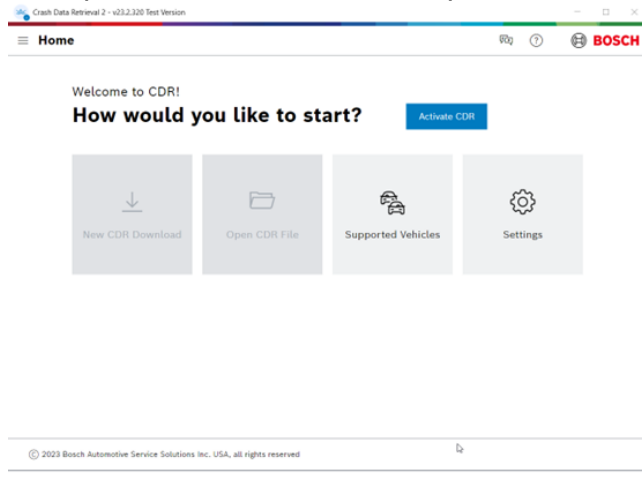 Crash Data Retrieval 2 - v23.2.320 Test Version
Home
BOSCH
Welcome to CDR!
How would you like to start?
Activate CDR
New CDR Download
Open CDR File
Supported Vehicles
Settings
© 2023 Bosch Automotive Service Solutions Inc. USA, all rights reserved